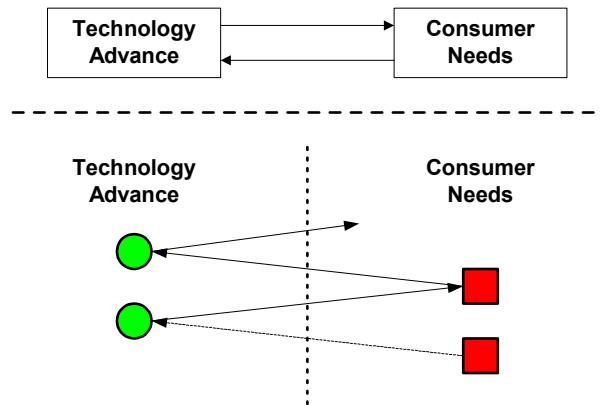 Technology
Advance
Consumer
Needs
Technology
Advance
Consumer
Needs